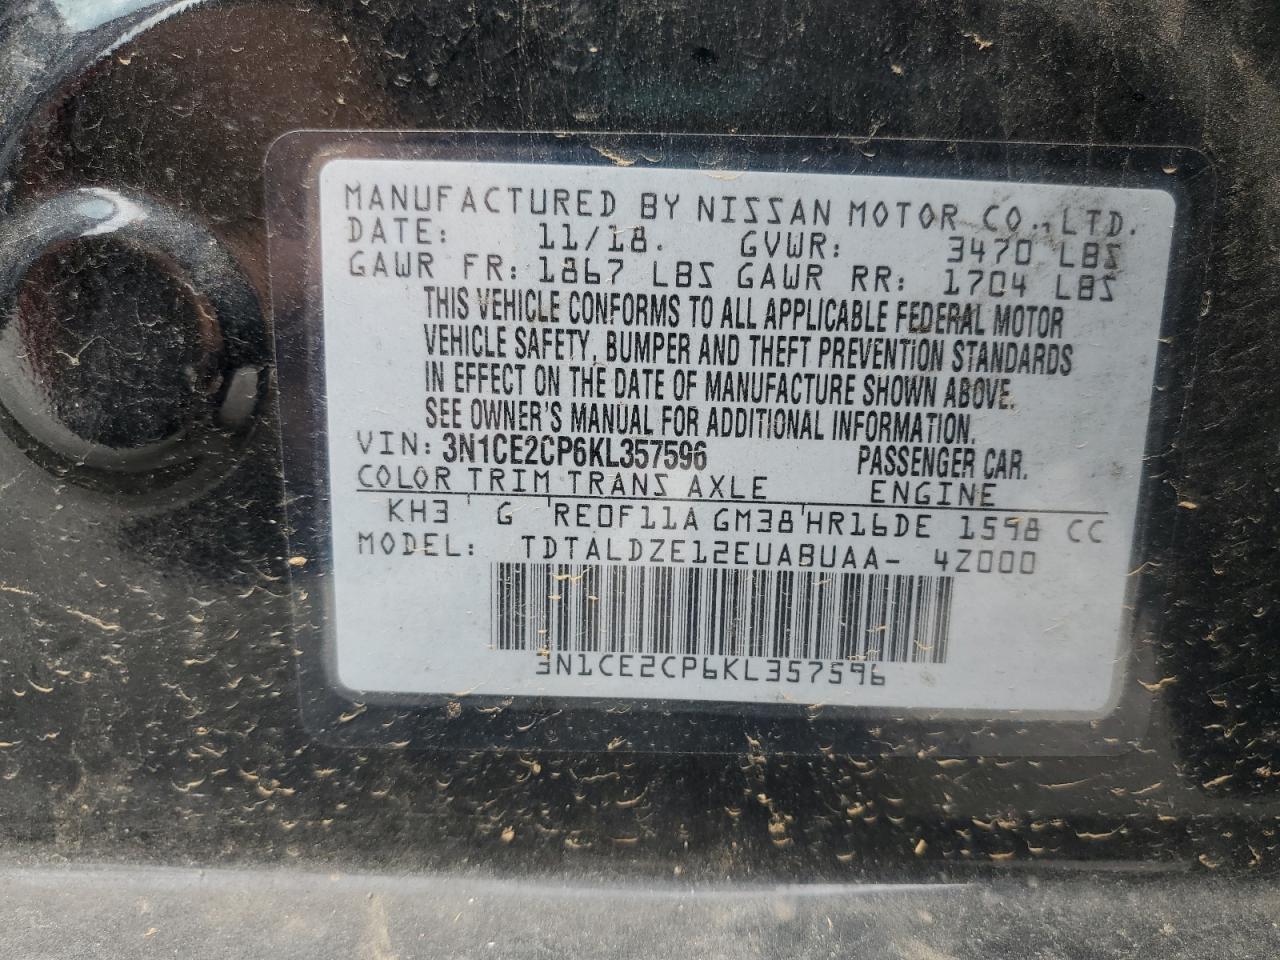 MANUFACTURED BY NISSAN MOTOR CO., LTD.
DATE: 11/18. GVWR: 3470 LBS
GAWR FR: 1867 LBS GAWR RR: 1704 LBS
THIS VEHICLE CONFORMS TO ALL APPLICABLE FEDERAL MOTOR
VEHICLE SAFETY, BUMPER AND THEFT PREVENTION STANDARDS
IN EFFECT ON THE DATE OF MANUFACTURE SHOWN ABOVE.
SEE OWNER'S MANUAL FOR ADDITIONAL INFORMATION.
VIN: 3N1CE2CP6KL357596 PASSENGER CAR.
COLOR TRIM TRANS AXLE ENGINE
KH3 ' G ' RE0F11A GM38'HR16DE 1598 CC
MODEL: TDTALDZE12EUABUAA- 4Z000
3N1CE2CP6KL357596